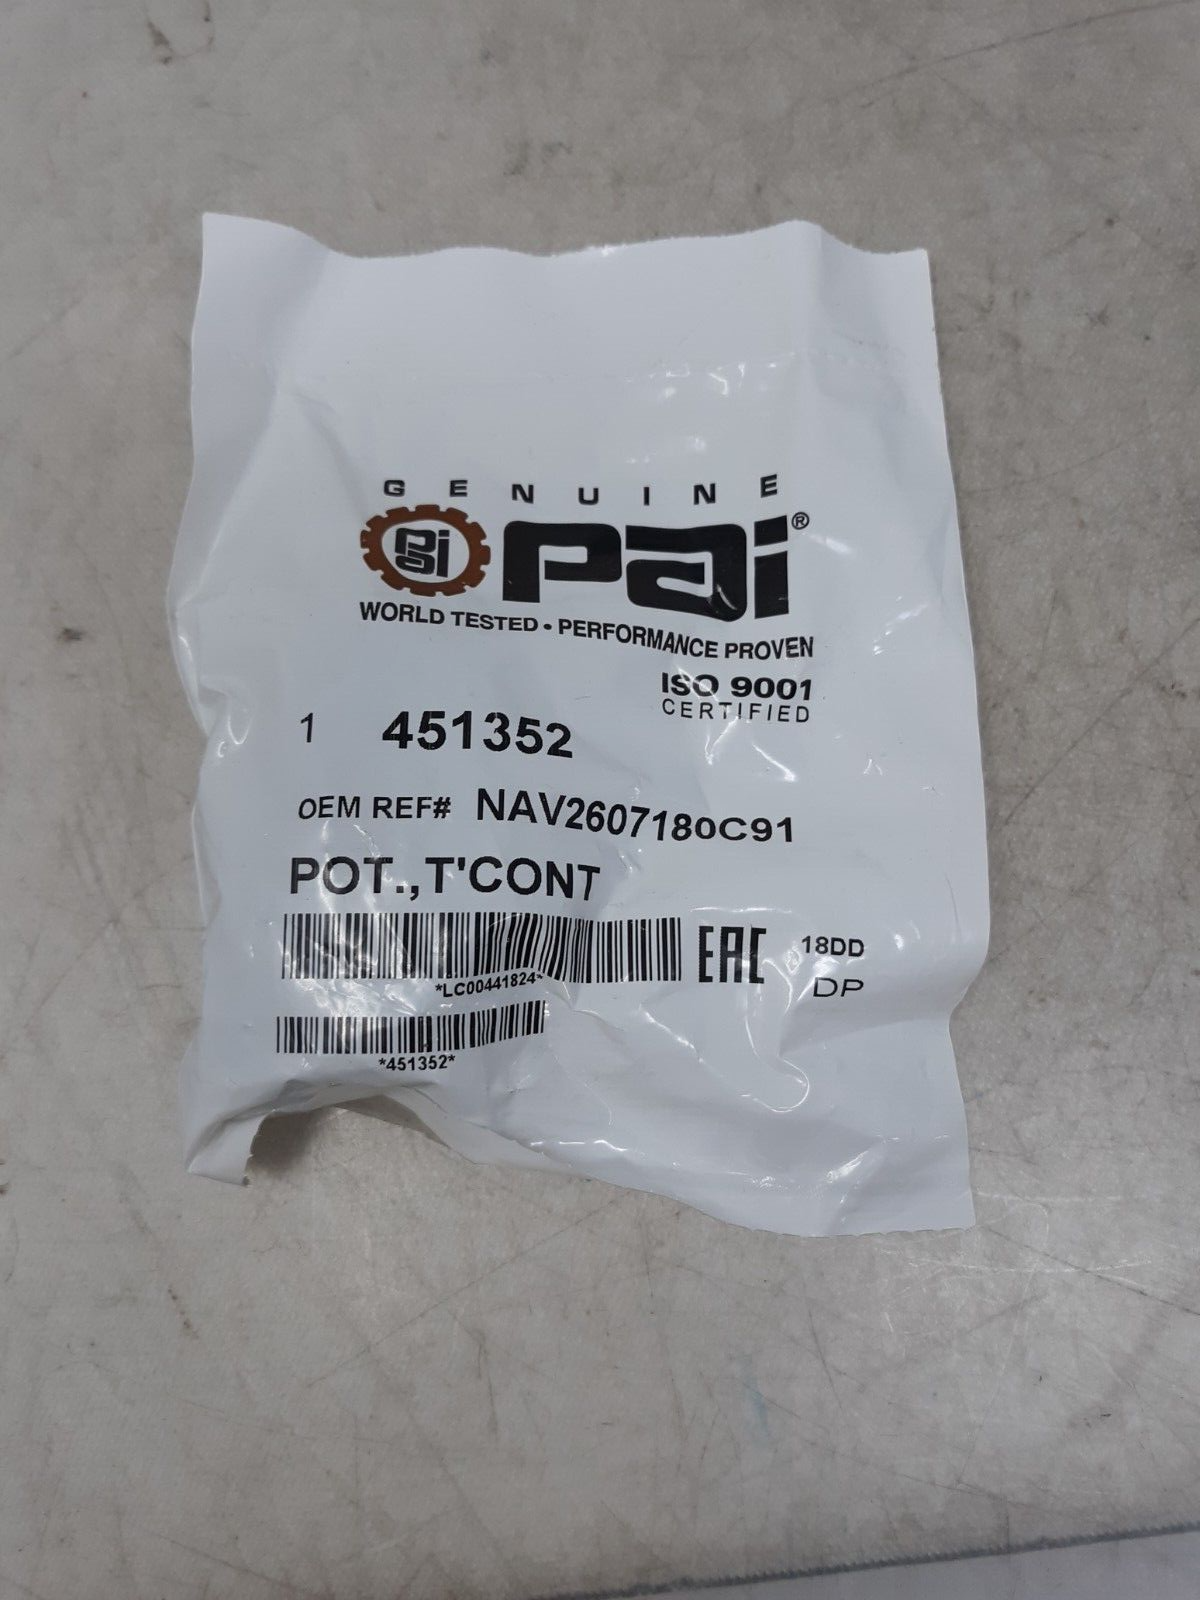 GENUINE
pai pai®
WORLD TESTED • PERFORMANCE PROVEN
ISO 9001
CERTIFIED
1 451352
OEM REF# NAV2607180C91
POT.,T'CONT
EAC 18DD
*LC00441824* DP
*451352*